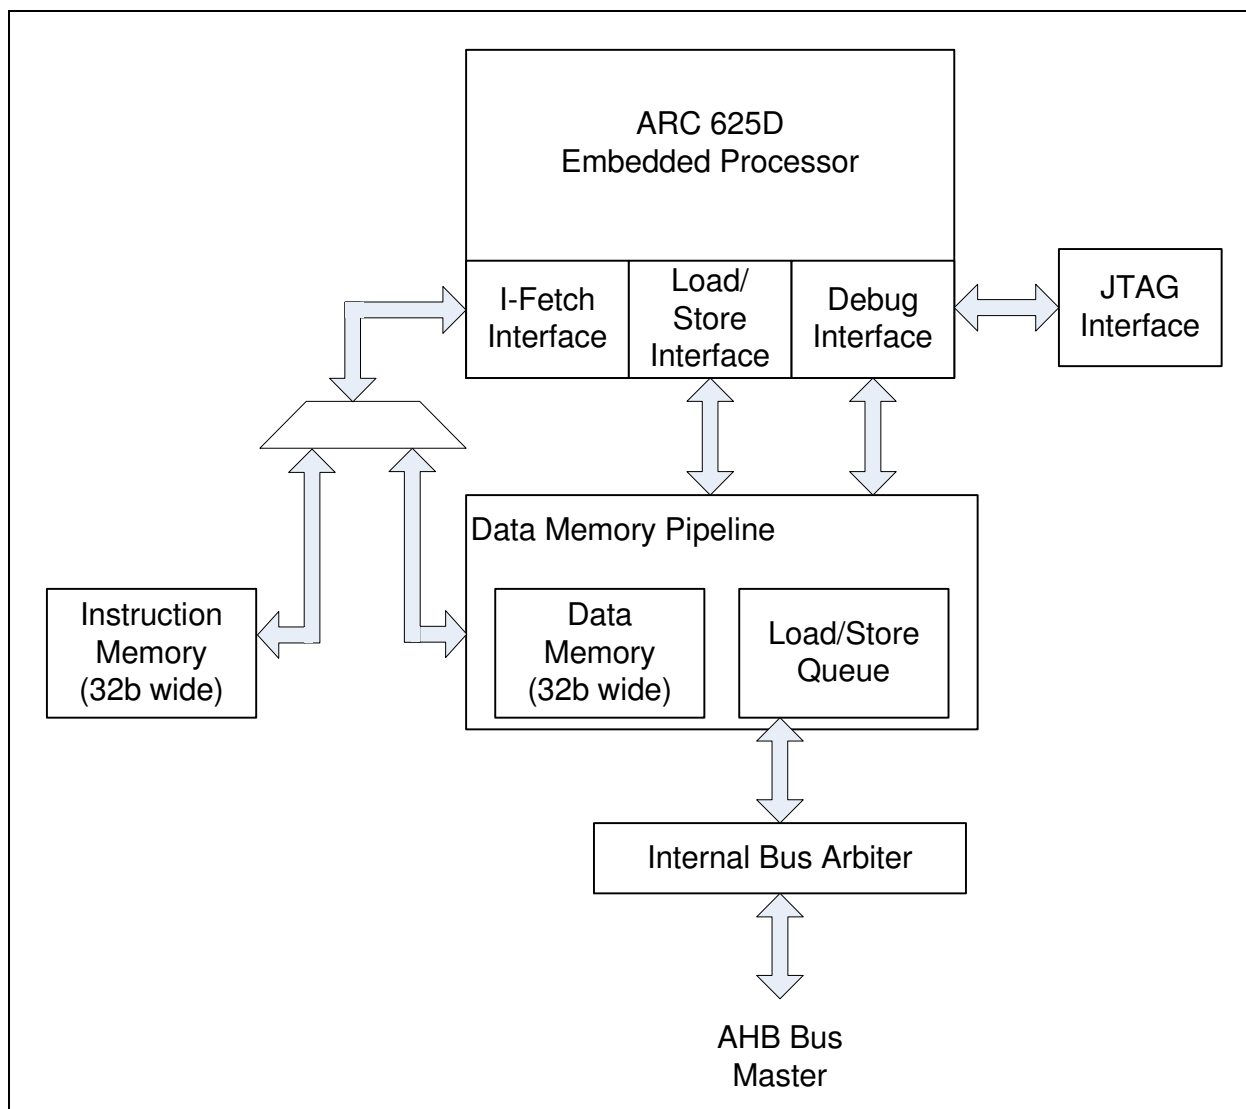 ARC 625D
Embedded Processor
I-Fetch
Interface
Load/
Store
Interface
Debug
Interface
JTAG
Interface
Data Memory Pipeline
Instruction
Memory
(32b wide)
Data
Memory
(32b wide)
Load/Store
Queue
Internal Bus Arbiter
AHB Bus
Master